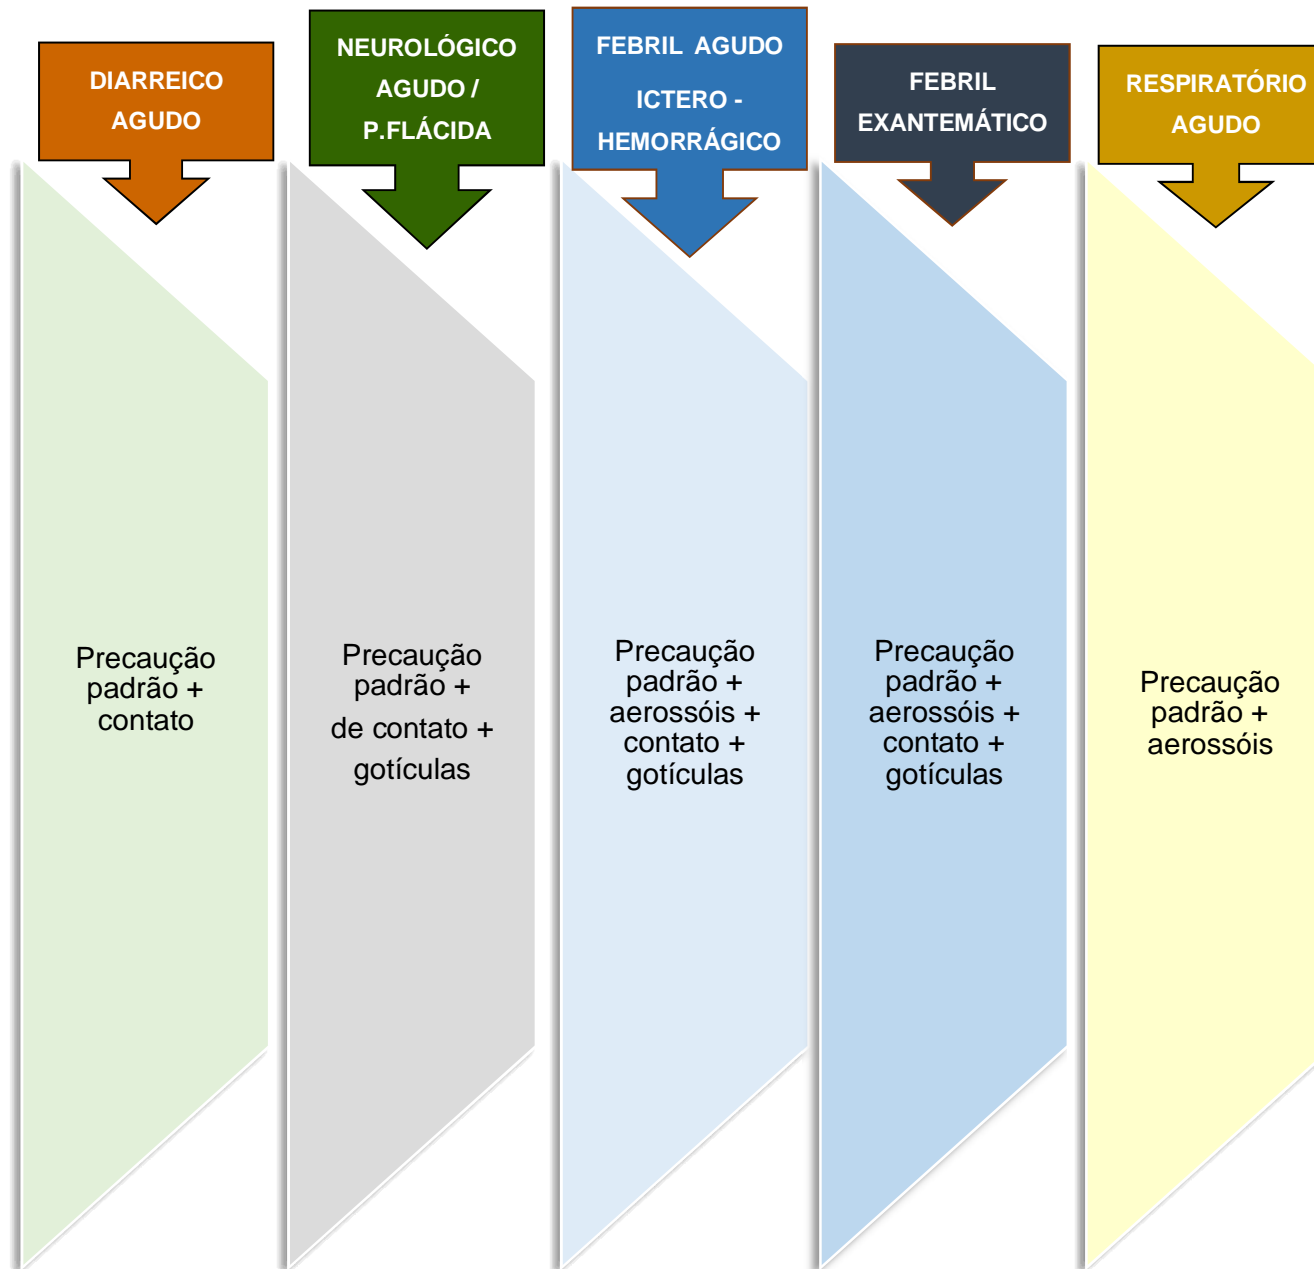 DIARREICO
AGUDO
NEUROLÓGICO
AGUDO /
P.FLÁCIDA
FEBRIL AGUDO
ICTERO -
HEMORRÁGICO
FEBRIL
EXANTEMÁTICO
RESPIRATÓRIO
AGUDO
Precaução
padrão +
contato
Precaução
padrão +
de contato +
gotículas
Precaução
padrão +
aerossóis +
contato +
gotículas
Precaução
padrão +
aerossóis +
contato +
gotículas
Precaução
padrão +
aerossóis